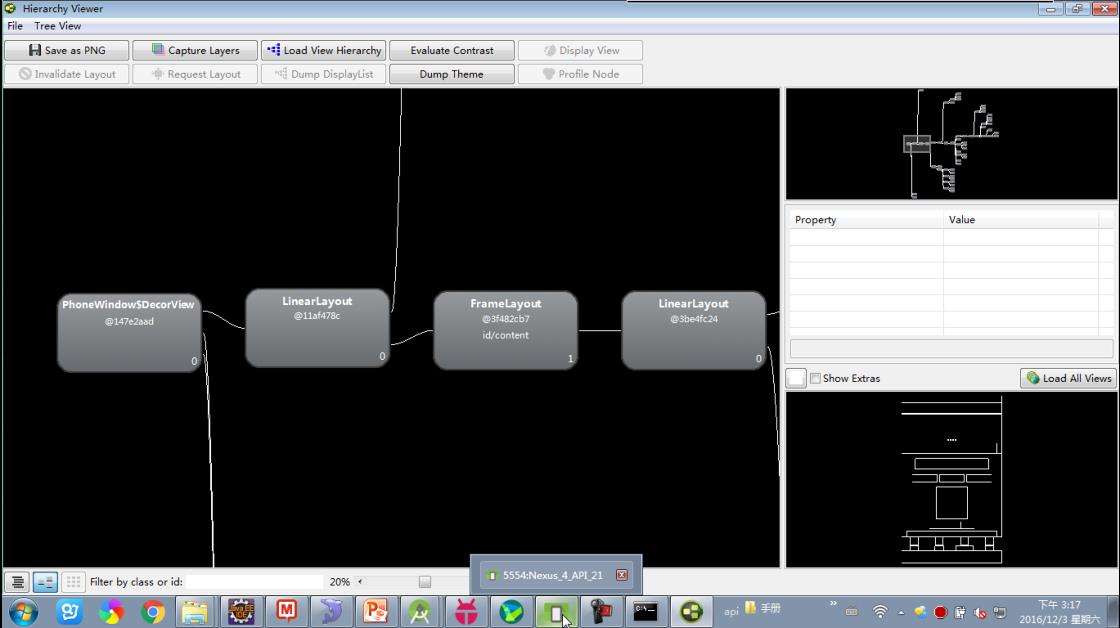 Hierarchy Viewer
File Tree View
Save as PNG Capture Layers Load View Hierarchy Evaluate Contrast Display View
Invalidate Layout Request Layout Dump DisplayList Dump Theme Profile Node
PhoneWindow$DecorView
@147e2aad
0
LinearLayout
@11af478c
0
FrameLayout
@3f482cb7
id/content
1
LinearLayout
@3be4fc24
0
Property Value
Show Extras Load All Views
Filter by class or id: 20%
5554:Nexus_4_API_21
api 手册
下午 3:17
2016/12/3 星期六